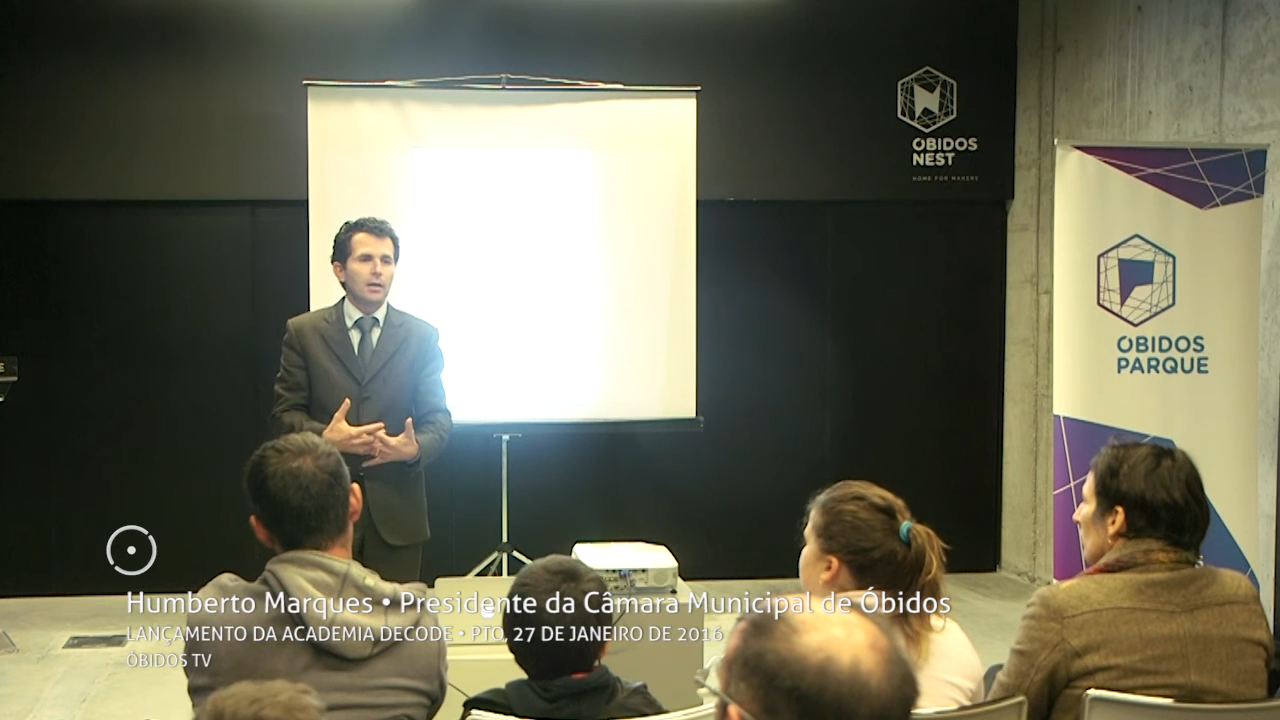 ÓBIDOS
NEST
HOME FOR MAKERS
ÓBIDOS
PARQUE
E
Humberto Marques • Presidente da Câmara Municipal de Óbidos
LANÇAMENTO DA ACADEMIA DECODE • PTO, 27 DE JANEIRO DE 2016
ÓBIDOS TV